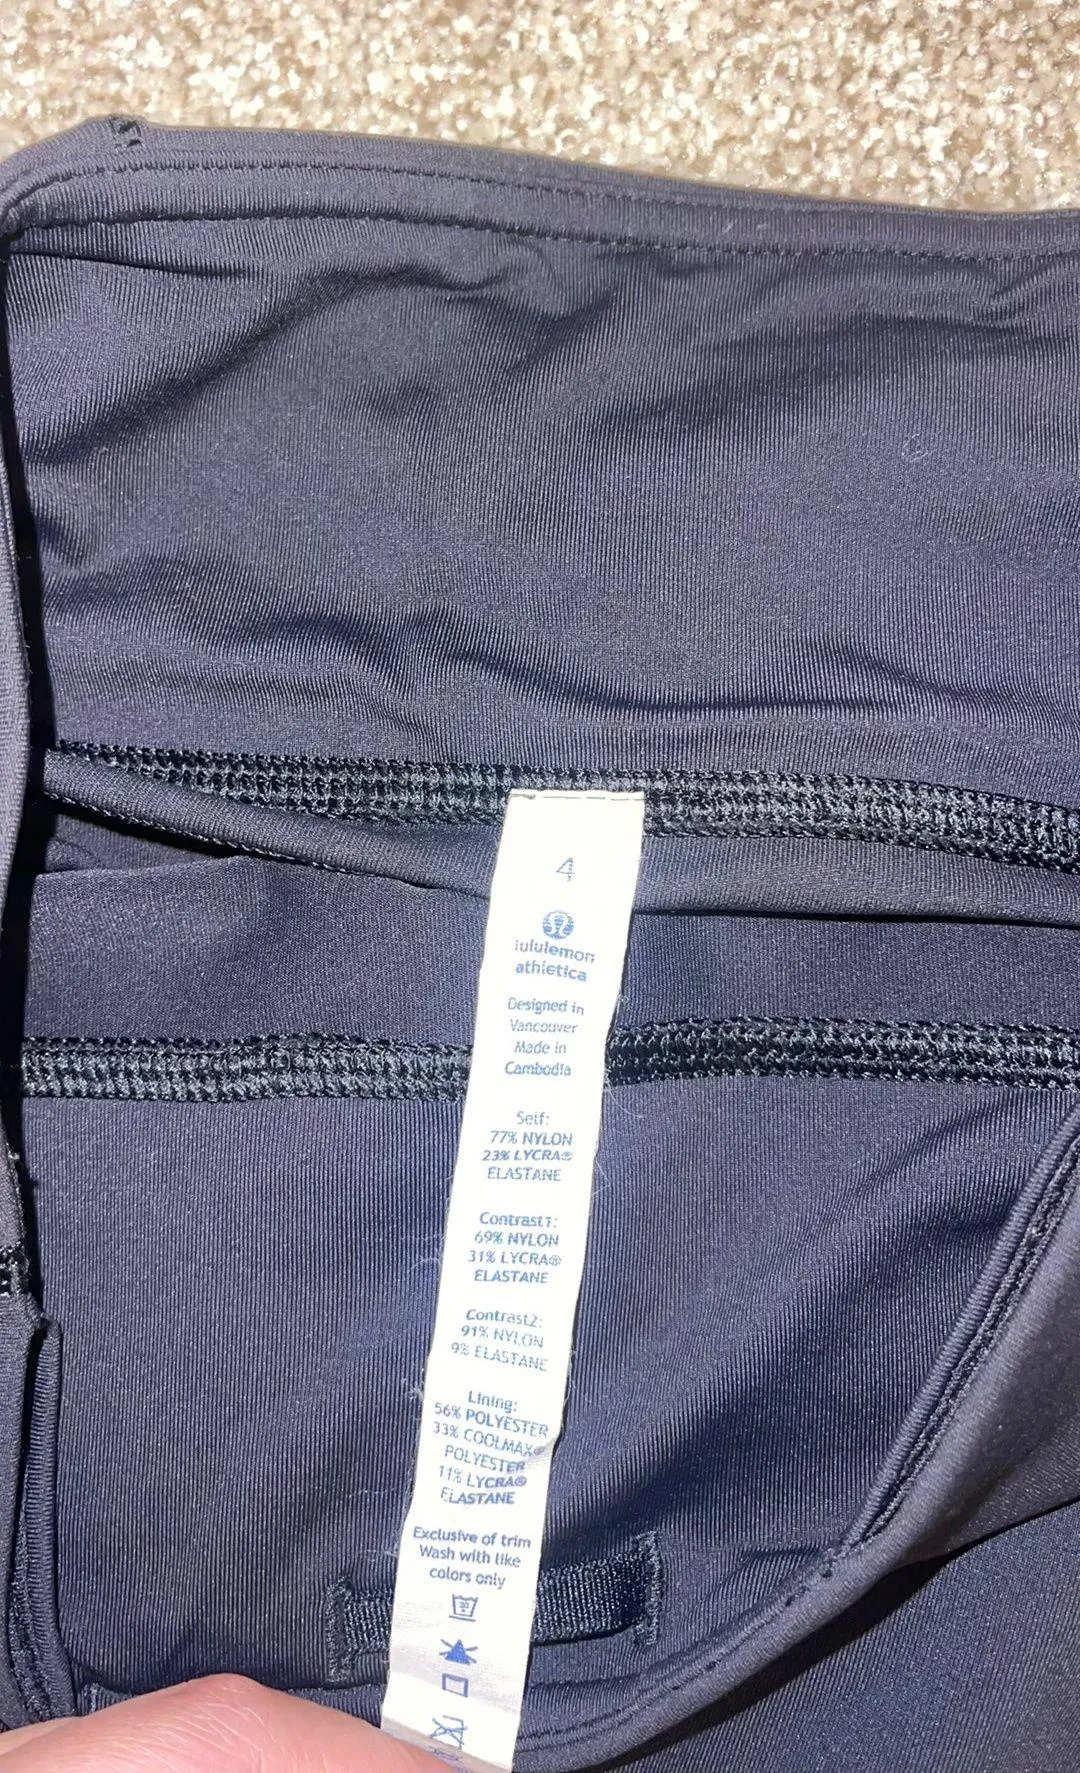 4
lululemon
athletica
Designed in
Vancouver
Made in
Cambodia
Self:
77% NYLON
23% LYCRA®
ELASTANE
Contrast1:
69% NYLON
31% LYCRA®
ELASTANE
Contrast2:
91% NYLON
9% ELASTANE
Lining:
56% POLYESTER
33% COOLMAX®
POLYESTER
11% LYCRA®
ELASTANE
Exclusive of trim
Wash with like
colors only
30